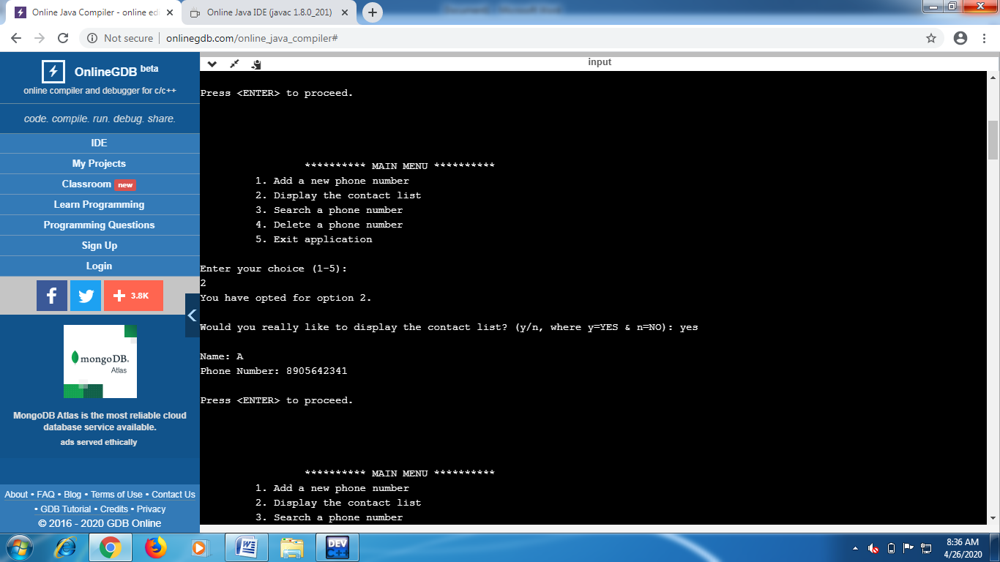 Online Java Compiler - online edi
Online Java IDE (javac 1.8.0_201)
Not secure | onlinegdb.com/online_java_compiler#
OnlineGDB beta
online compiler and debugger for c/c++
code. compile. run. debug. share.
IDE
My Projects
Classroom new
Learn Programming
Programming Questions
Sign Up
Login
3.8K
mongoDB.
Atlas
MongoDB Atlas is the most reliable cloud
database service available.
ads served ethically
About • FAQ • Blog • Terms of Use • Contact Us
• GDB Tutorial • Credits • Privacy
© 2016 - 2020 GDB Online
input
Press <ENTER> to proceed.
********** MAIN MENU **********
1. Add a new phone number
2. Display the contact list
3. Search a phone number
4. Delete a phone number
5. Exit application
Enter your choice (1-5):
2
You have opted for option 2.
Would you really like to display the contact list? (y/n, where y=YES & n=NO): yes
Name: A
Phone Number: 8905642341
Press <ENTER> to proceed.
********** MAIN MENU **********
1. Add a new phone number
2. Display the contact list
3. Search a phone number
DEV
C++
8:36 AM
4/26/2020